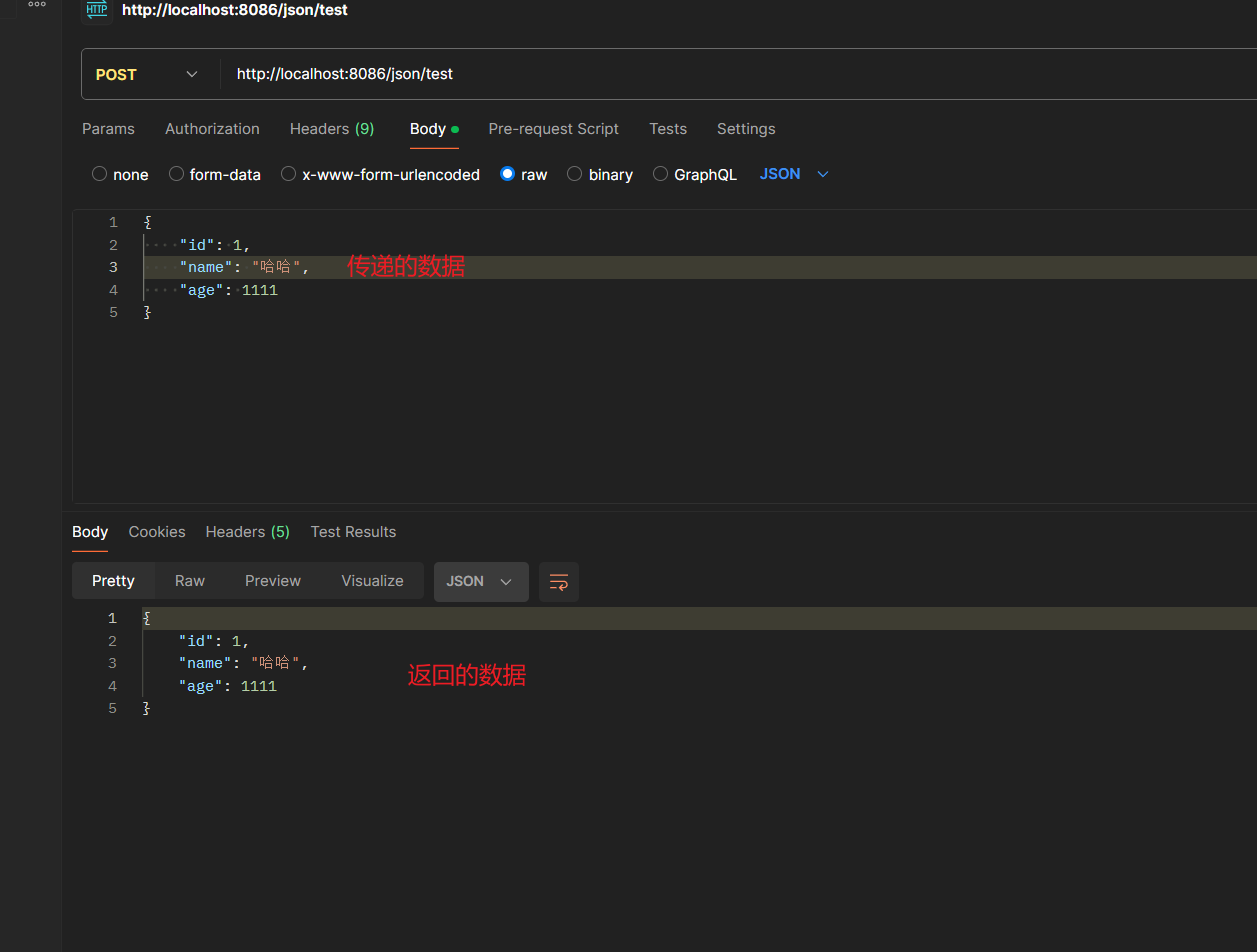 HTTP http://localhost:8086/json/test
POST http://localhost:8086/json/test
Params Authorization Headers (9) Body Pre-request Script Tests Settings
none form-data x-www-form-urlencoded raw binary GraphQL JSON
1 {
2 "id": 1,
3 "name": "哈哈", 传递的数据
4 "age": 1111
5 }
Body Cookies Headers (5) Test Results
Pretty Raw Preview Visualize JSON
1 {
2 "id": 1,
3 "name": "哈哈",
返回的数据
4 "age": 1111
5 }